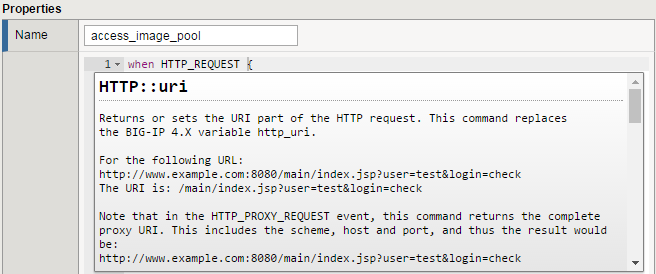 Properties
Name
access_image_pool
1 when HTTP_REQUEST {
HTTP::uri
Returns or sets the URI part of the HTTP request. This command replaces
the BIG-IP 4.X variable http_uri.
For the following URL:
http://www.example.com:8080/main/index.jsp?user=test&login=check
The URI is: /main/index.jsp?user=test&login=check
Note that in the HTTP_PROXY_REQUEST event, this command returns the complete
proxy URI. This includes the scheme, host and port, and thus the result would
be:
http://www.example.com:8080/main/index.jsp?user=test&login=check